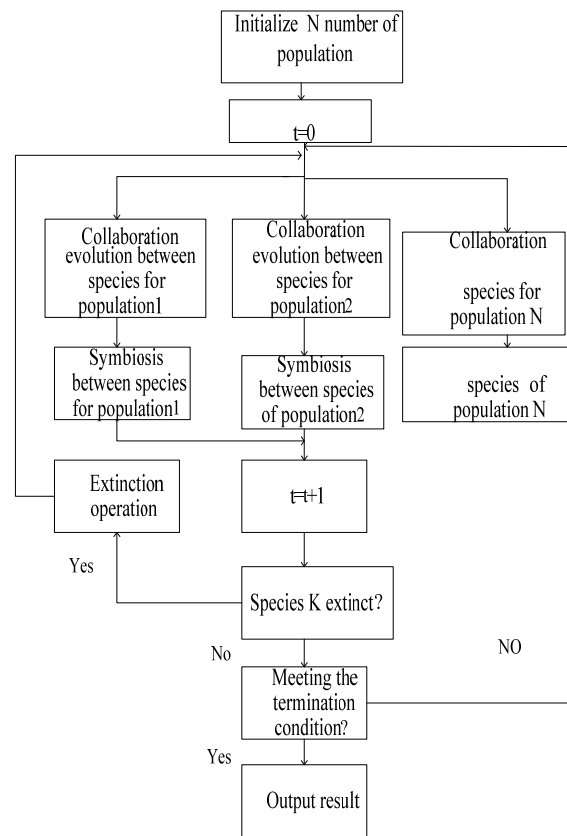 Initialize N number of
population
t=0
Collaboration
evolution between
species for
population1
Collaboration
evolution between
species for
population2
Collaboration
species for
population N
Symbiosis
between species
for population1
Symbiosis
between species
of population2
species of
population N
Extinction
operation
t=t+1
Yes
Species K extinct?
No
NO
Meeting the
termination
condition?
Yes
Output result